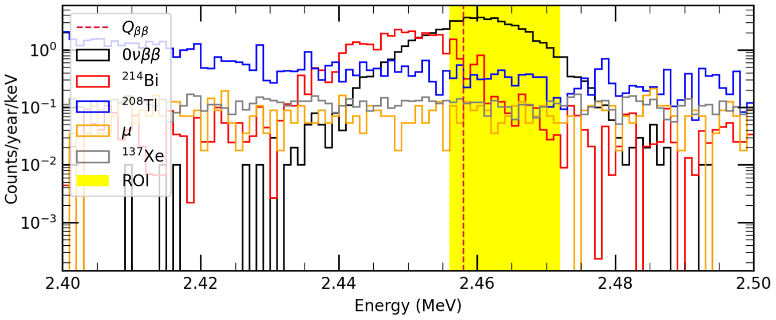 Q_ββ
0νββ
²¹⁴Bi
²⁰⁸Tl
μ
¹³⁷Xe
ROI
Counts/year/keV
10⁰
10⁻¹
10⁻²
10⁻³
2.40 2.42 2.44 2.46 2.48 2.50
Energy (MeV)